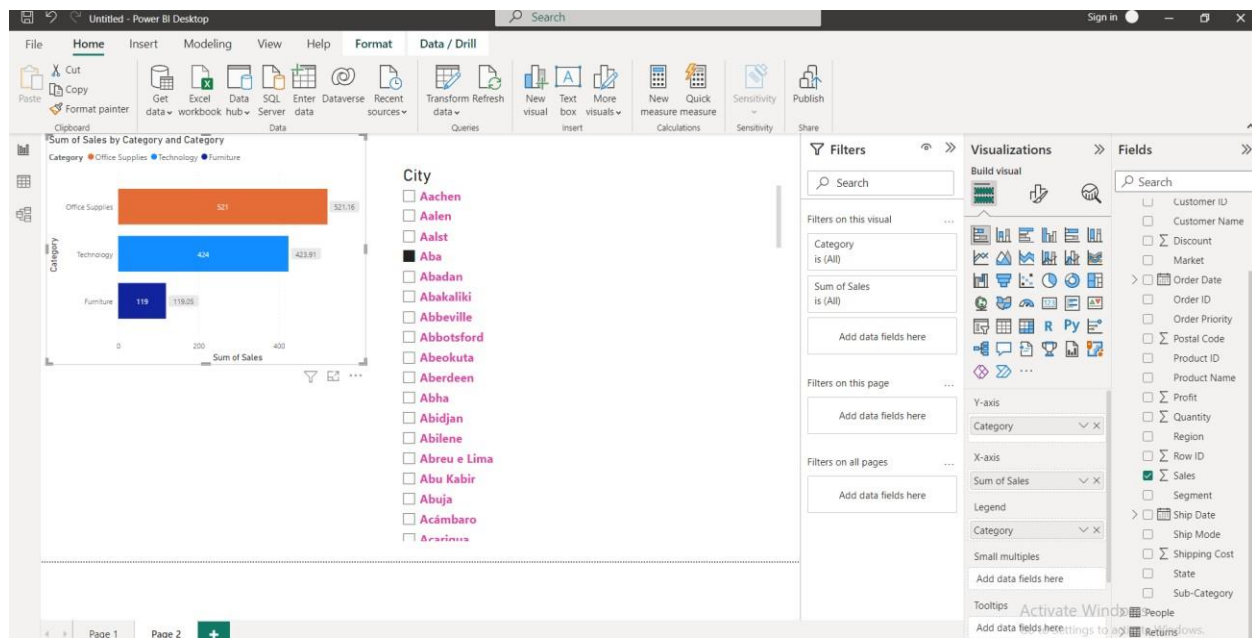 Untitled - Power BI Desktop
Search
Sign in
File Home Insert Modeling View Help Format Data / Drill
Paste
Cut
Copy
Format painter
Get data
Excel workbook
Data hub
SQL Server
Enter data
Dataverse
Recent sources
Transform data
Refresh
New visual
Text box
More visuals
New measure
Quick measure
Sensitivity
Publish
Clipboard
Data
Queries
Insert
Calculations
Sensitivity
Share
Sum of Sales by Category and Category
Category Office Supplies Technology Furniture
Category
Office Supplies 521 521.16
Technology 424 423.91
Furniture 119 119.05
0 200 400
Sum of Sales
City
Aachen
Aalen
Aalst
Aba
Abadan
Abakaliki
Abbeville
Abbotsford
Abeokuta
Aberdeen
Abha
Abidjan
Abilene
Abreu e Lima
Abu Kabir
Abuja
Acámbaro
Acarigua
Filters
Search
Filters on this visual ...
Category
is (All)
Sum of Sales
is (All)
Add data fields here
Filters on this page ...
Add data fields here
Filters on all pages ...
Add data fields here
Visualizations
Build visual
R Py
123
...
Y-axis
Category
X-axis
Sum of Sales
Legend
Category
Small multiples
Add data fields here
Tooltips
Add data fields here
Fields
Search
Customer ID
Customer Name
Discount
Market
Order Date
Order ID
Order Priority
Postal Code
Product ID
Product Name
Profit
Quantity
Region
Row ID
Sales
Segment
Ship Date
Ship Mode
Shipping Cost
State
Sub-Category
People
Returns
Activate Windows
Page 1 Page 2 +